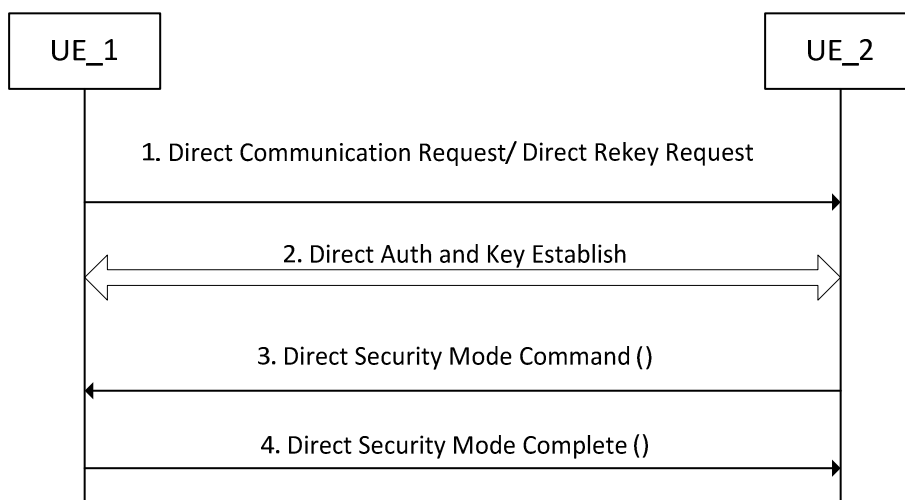 UE_1
UE_2
1. Direct Communication Request/ Direct Rekey Request
2. Direct Auth and Key Establish
3. Direct Security Mode Command ()
4. Direct Security Mode Complete ()